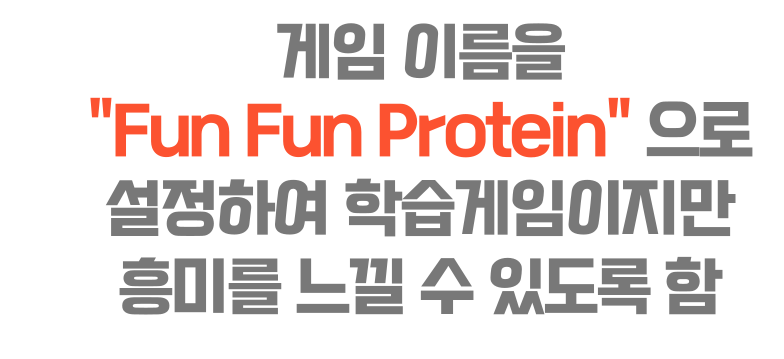 게임 이름을
"Fun Fun Protein" 으로
설정하여 학습게임이지만
흥미를 느낄 수 있도록 함